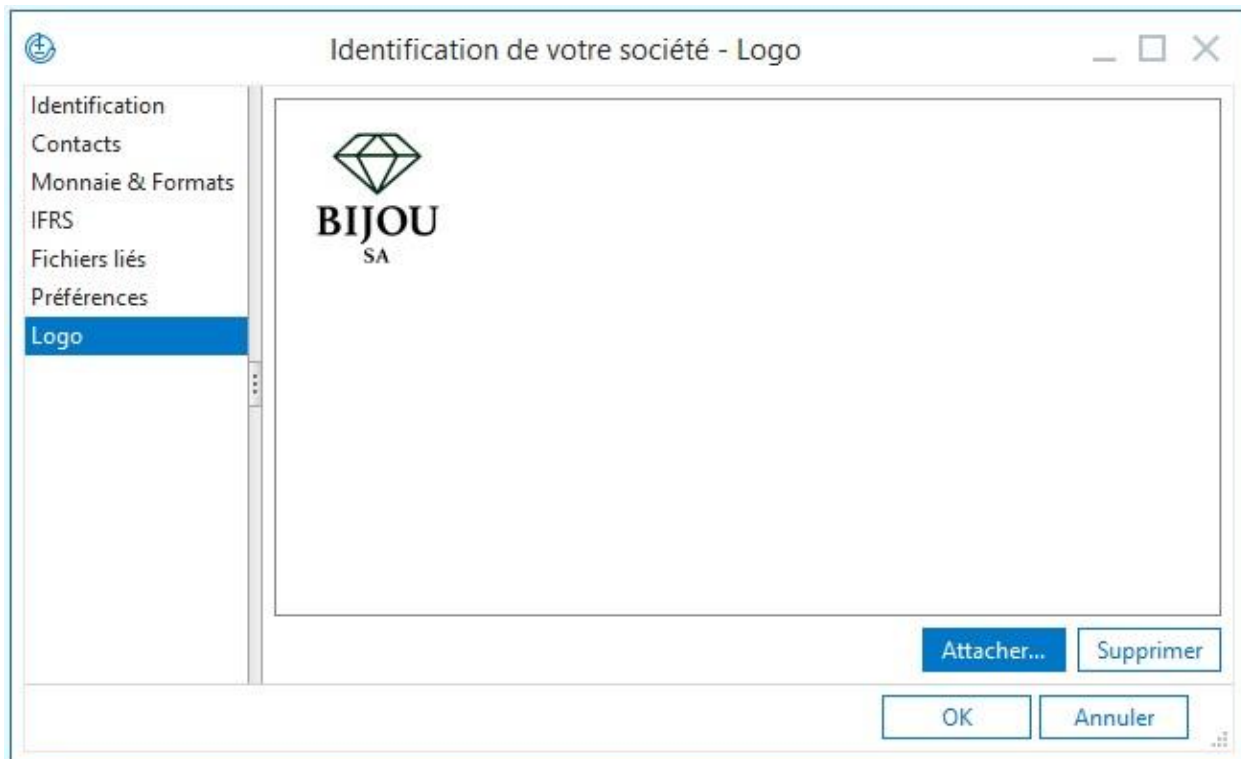 Identification de votre société - Logo
Identification
Contacts
Monnaie & Formats
IFRS
Fichiers liés
Préférences
Logo
BIJOU
SA
Attacher...
Supprimer
OK
Annuler